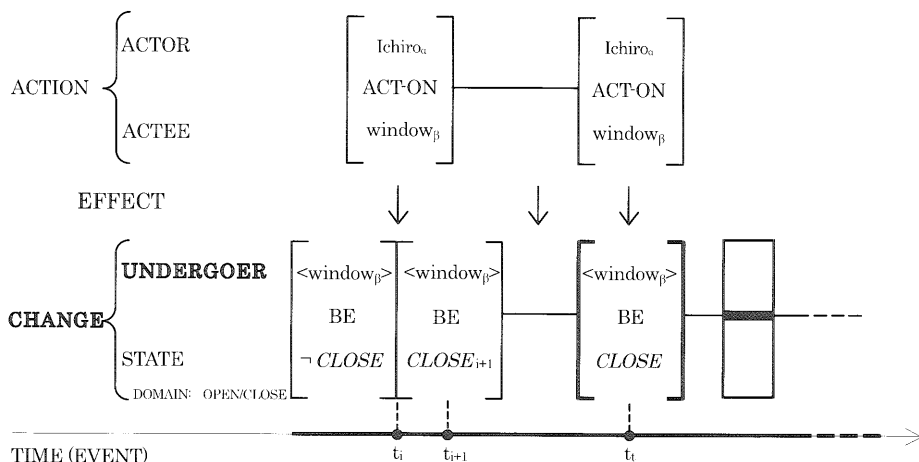 ACTOR Ichiroα Ichiroα
ACTION ACT-ON ACT-ON
ACTEE windowβ windowβ
EFFECT
UNDERGOER <windowβ> <windowβ> <windowβ>
CHANGE BE BE BE
STATE ¬ CLOSE CLOSE i+1 CLOSE
DOMAIN: OPEN/CLOSE
TIME (EVENT) ti ti+1 tt